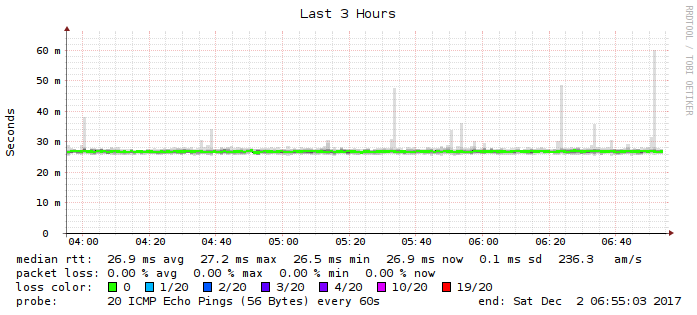 Last 3 Hours
RRDTOOL / TOBI OETIKER
Seconds
60 m
50 m
40 m
30 m
20 m
10 m
0
04:00 04:20 04:40 05:00 05:20 05:40 06:00 06:20 06:40
median rtt: 26.9 ms avg 27.2 ms max 26.5 ms min 26.9 ms now 0.1 ms sd 236.3 am/s
packet loss: 0.00 % avg 0.00 % max 0.00 % min 0.00 % now
loss color: 0 1/20 2/20 3/20 4/20 10/20 19/20
probe: 20 ICMP Echo Pings (56 Bytes) every 60s end: Sat Dec 2 06:55:03 2017